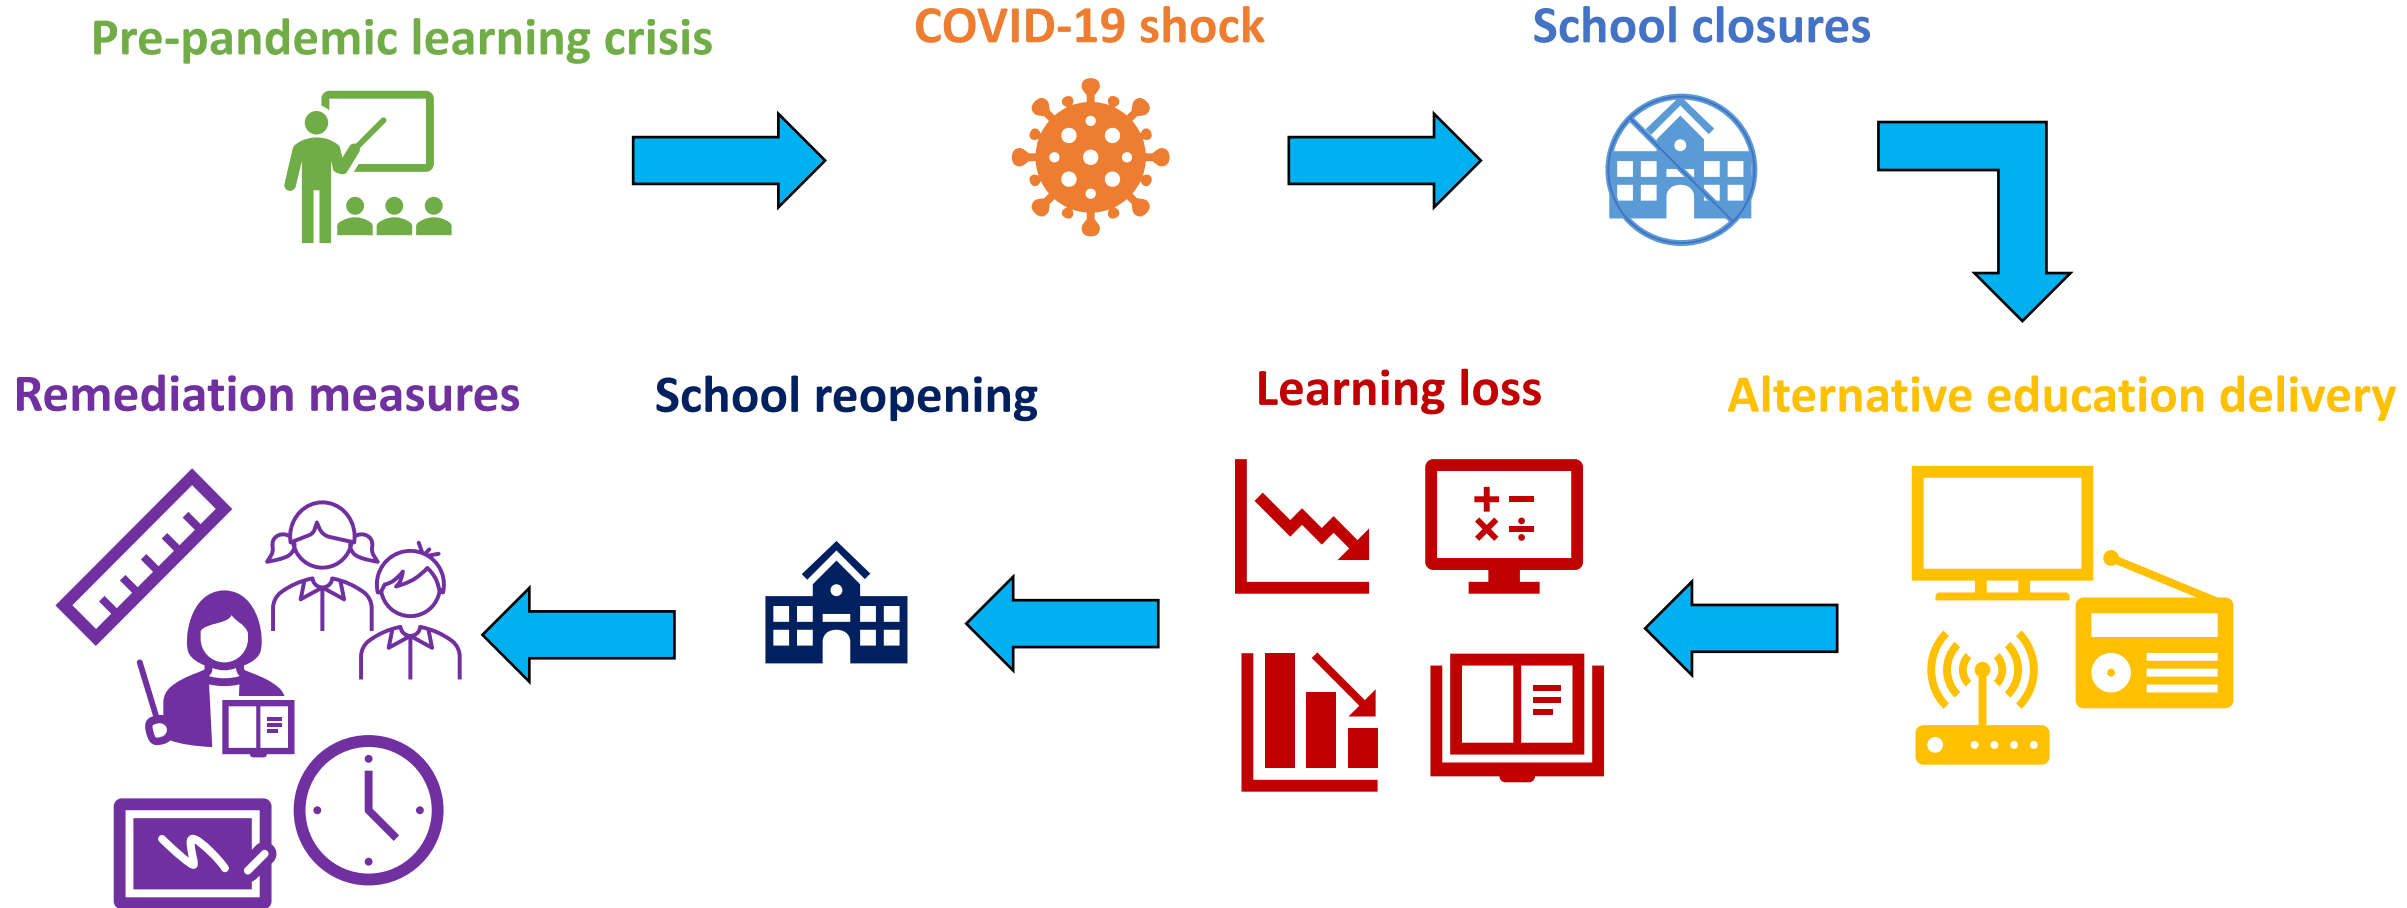 Pre-pandemic learning crisis
COVID-19 shock
School closures
Alternative education delivery
Learning loss
School reopening
Remediation measures